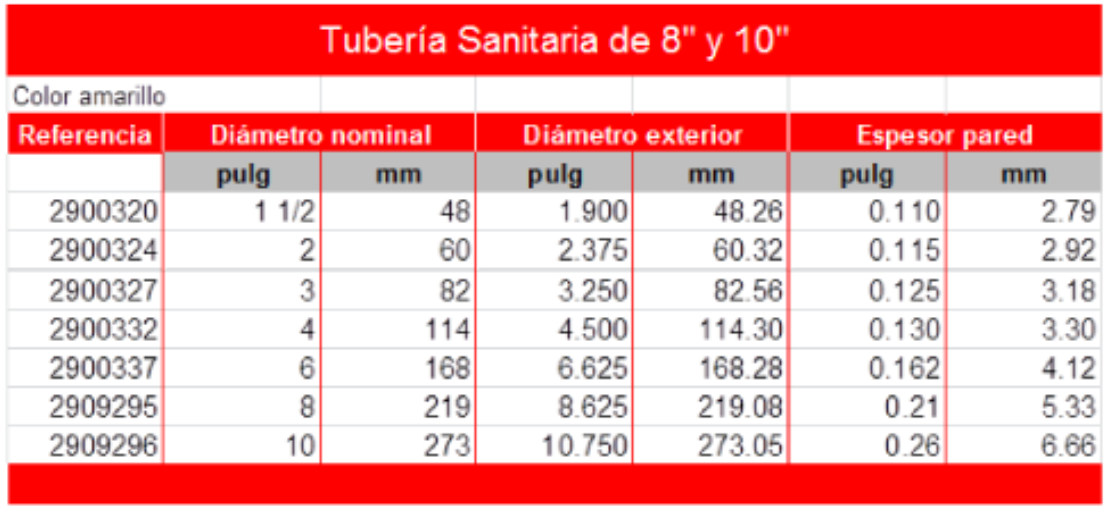 Tubería Sanitaria de 8" y 10"
Color amarillo
Referencia Diámetro nominal Diámetro exterior Espesor pared
pulg mm pulg mm pulg mm
2900320 1 1/2 48 1.900 48.26 0.110 2.79
2900324 2 60 2.375 60.32 0.115 2.92
2900327 3 82 3.250 82.56 0.125 3.18
2900332 4 114 4.500 114.30 0.130 3.30
2900337 6 168 6.625 168.28 0.162 4.12
2909295 8 219 8.625 219.08 0.21 5.33
2909296 10 273 10.750 273.05 0.26 6.66